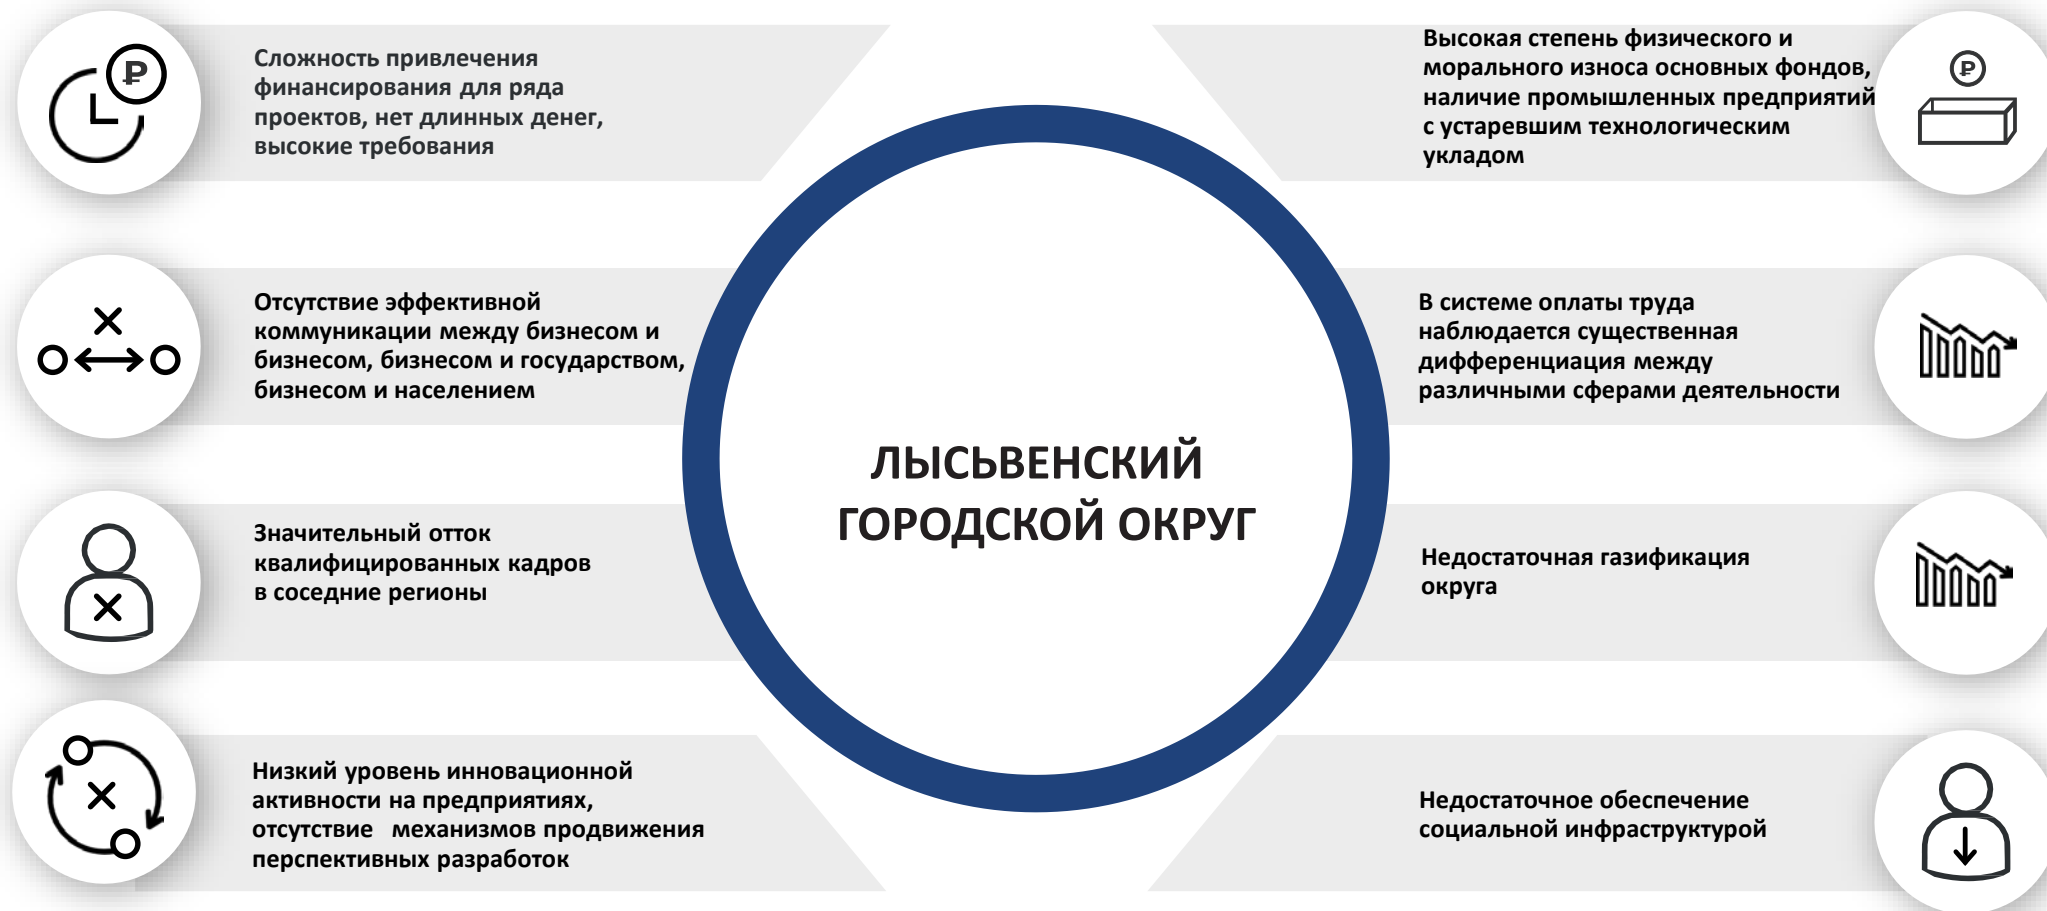 Сложность привлечения
финансирования для ряда
проектов, нет длинных денег,
высокие требования
Отсутствие эффективной
коммуникации между бизнесом и
бизнесом, бизнесом и государством,
бизнесом и населением
Значительный отток
квалифицированных кадров
в соседние регионы
Низкий уровень инновационной
активности на предприятиях,
отсутствие механизмов продвижения
перспективных разработок
ЛЫСЬВЕНСКИЙ
ГОРОДСКОЙ ОКРУГ
Высокая степень физического и
морального износа основных фондов,
наличие промышленных предприятий
с устаревшим технологическим
укладом
В системе оплаты труда
наблюдается существенная
дифференциация между
различными сферами деятельности
Недостаточная газификация
округа
Недостаточное обеспечение
социальной инфраструктурой